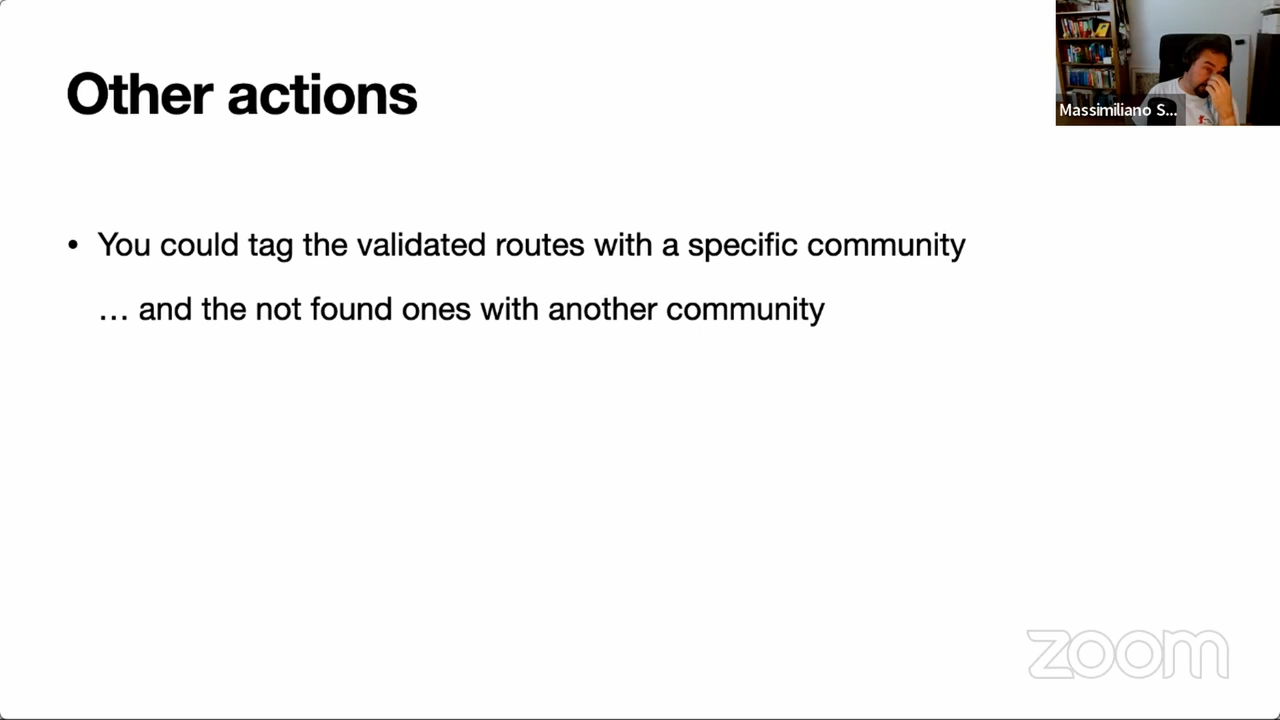 Other actions
Massimiliano S...
• You could tag the validated routes with a specific community
… and the not found ones with another community
zoom